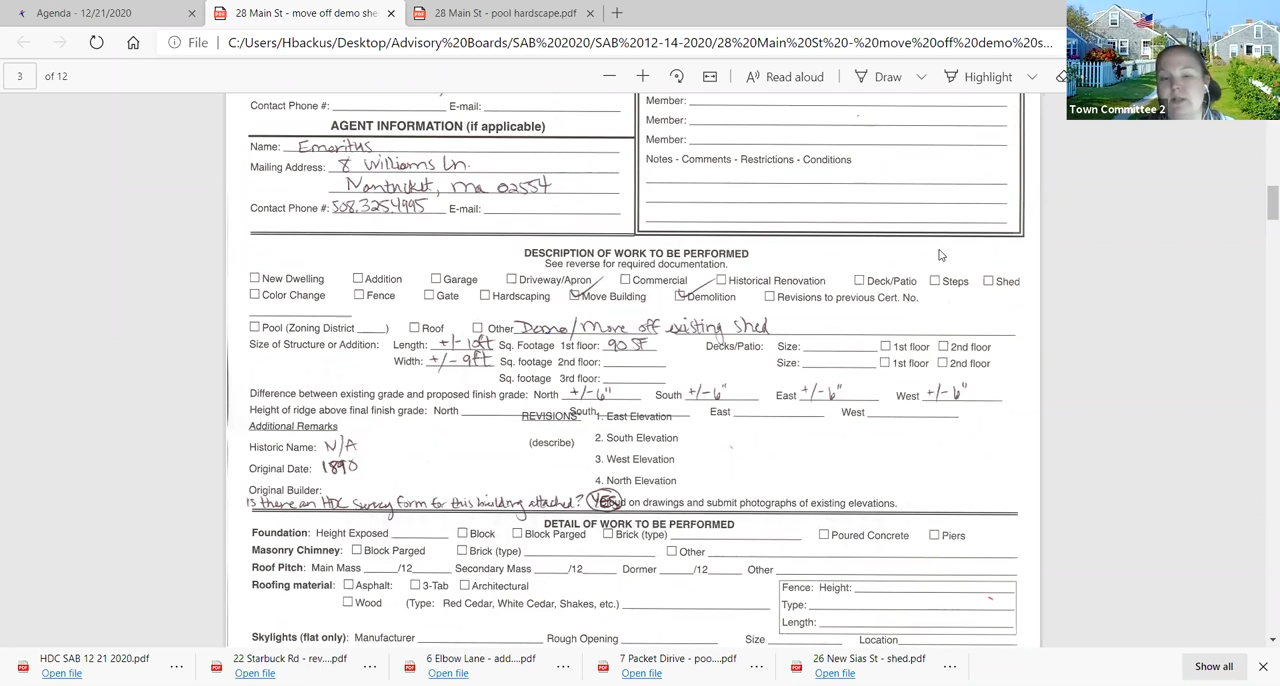 Agenda - 12/21/2020
28 Main St - move off demo she
28 Main St - pool hardscape.pdf
File
C:/Users/Hbackus/Desktop/Advisory%20Boards/SAB%202020/SAB%2012-14-2020/28%20Main%20St%20-%20move%20off%20demo%20s...
3 of 12
Read aloud
Draw
Highlight
Town Committee 2
Contact Phone #: E-mail:
AGENT INFORMATION (if applicable)
Name: Emeritus
Mailing Address: 8 Williams Ln.
Nantucket, ma 02554
Contact Phone #: 508.325.4995 E-mail:
Member:
Member:
Member:
Notes - Comments - Restrictions - Conditions
DESCRIPTION OF WORK TO BE PERFORMED
See reverse for required documentation.
New Dwelling Addition Garage Driveway/Apron Commercial Historical Renovation Deck/Patio Steps Shed
Color Change Fence Gate Hardscaping Move Building Demolition Revisions to previous Cert. No.
Pool (Zoning District ) Roof Other Demo/Move off existing shed
Size of Structure or Addition: Length: +/- 10ft Sq. Footage 1st floor: 90 SF Decks/Patio: Size: 1st floor 2nd floor
Width: +/- 9ft Sq. footage 2nd floor: Size: 1st floor 2nd floor
Sq. footage 3rd floor:
Difference between existing grade and proposed finish grade: North +/- 6" South +/- 6" East +/- 6" West +/- 6"
Height of ridge above final finish grade: North South East West
Additional Remarks
REVISIONS 1. East Elevation
Historic Name: N/A
(describe) 2. South Elevation
Original Date: 1890
3. West Elevation
Original Builder:
4. North Elevation
Is there an HDC survey form for this building attached? YES on drawings and submit photographs of existing elevations.
DETAIL OF WORK TO BE PERFORMED
Foundation: Height Exposed Block Block Parged Brick (type) Poured Concrete Piers
Masonry Chimney: Block Parged Brick (type) Other
Roof Pitch: Main Mass /12 Secondary Mass /12 Dormer /12 Other
Roofing material: Asphalt: 3-Tab Architectural
Wood (Type: Red Cedar, White Cedar, Shakes, etc.)
Fence: Height:
Type:
Length:
Skylights (flat only): Manufacturer Rough Opening Size Location
HDC SAB 12 21 2020.pdf
Open file
22 Starbuck Rd - rev....pdf
Open file
6 Elbow Lane - add....pdf
Open file
7 Packet Drive - poo....pdf
Open file
26 New Sias St - shed.pdf
Open file
Show all